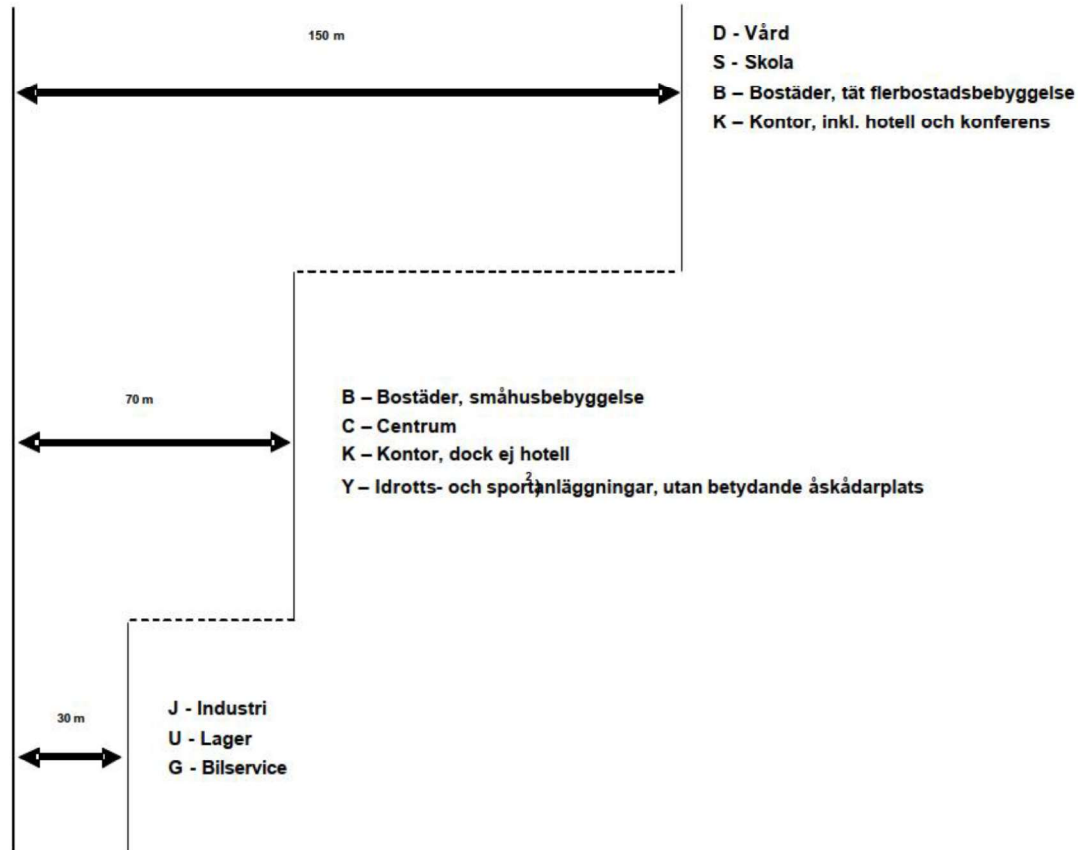 150 m
D - Vård
S - Skola
B – Bostäder, tät flerbostadsbebyggelse
K – Kontor, inkl. hotell och konferens
70 m
B – Bostäder, småhusbebyggelse
C – Centrum
K – Kontor, dock ej hotell
Y – Idrotts- och sportanläggningar, utan betydande åskådarplats 2)
30 m
J - Industri
U - Lager
G - Bilservice